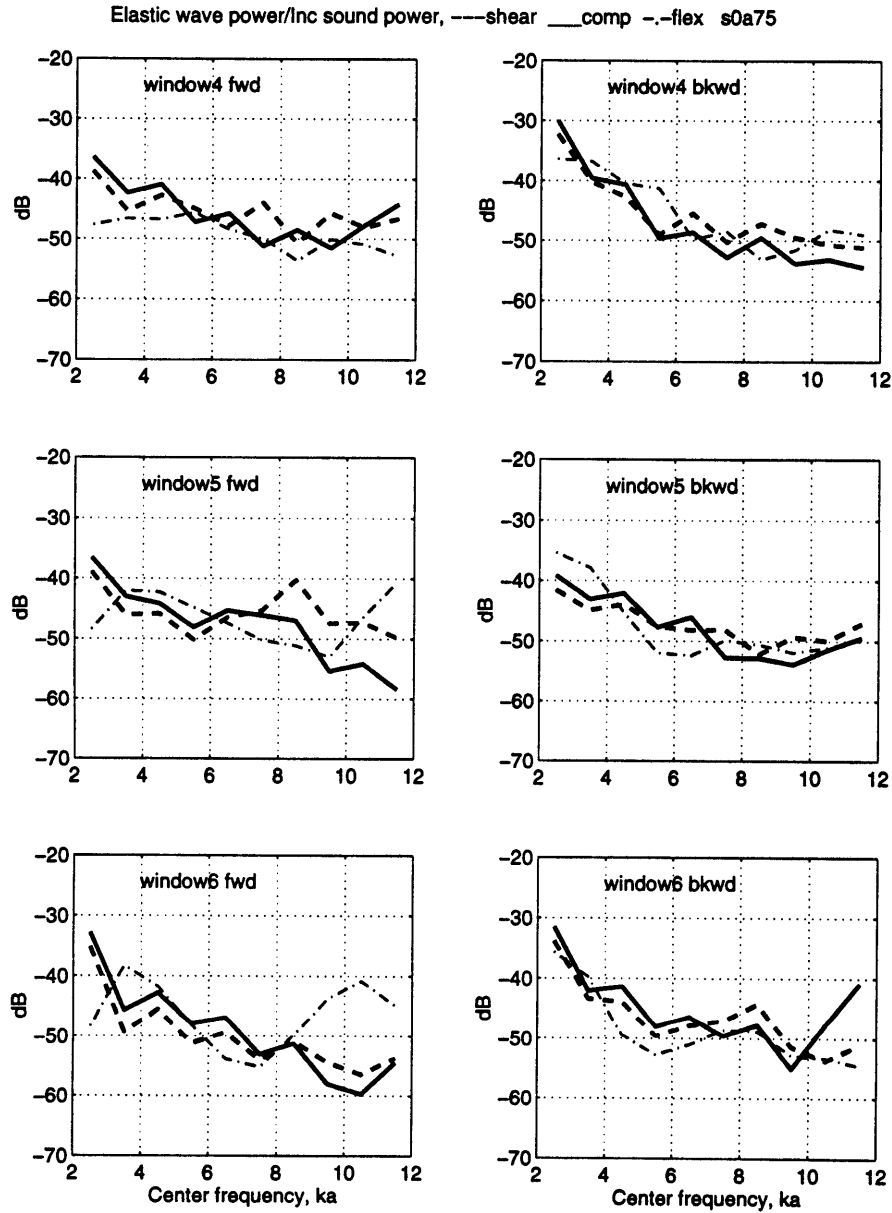 Elastic wave power/Inc sound power, ---shear ___comp -.-flex s0a75
window4 fwd
dB
−20
−30
−40
−50
−60
−70
2 4 6 8 10 12
window4 bkwd
dB
−20
−30
−40
−50
−60
−70
2 4 6 8 10 12
window5 fwd
dB
−20
−30
−40
−50
−60
−70
2 4 6 8 10 12
window5 bkwd
dB
−20
−30
−40
−50
−60
−70
2 4 6 8 10 12
window6 fwd
dB
−20
−30
−40
−50
−60
−70
2 4 6 8 10 12
Center frequency, ka
window6 bkwd
dB
−20
−30
−40
−50
−60
−70
2 4 6 8 10 12
Center frequency, ka